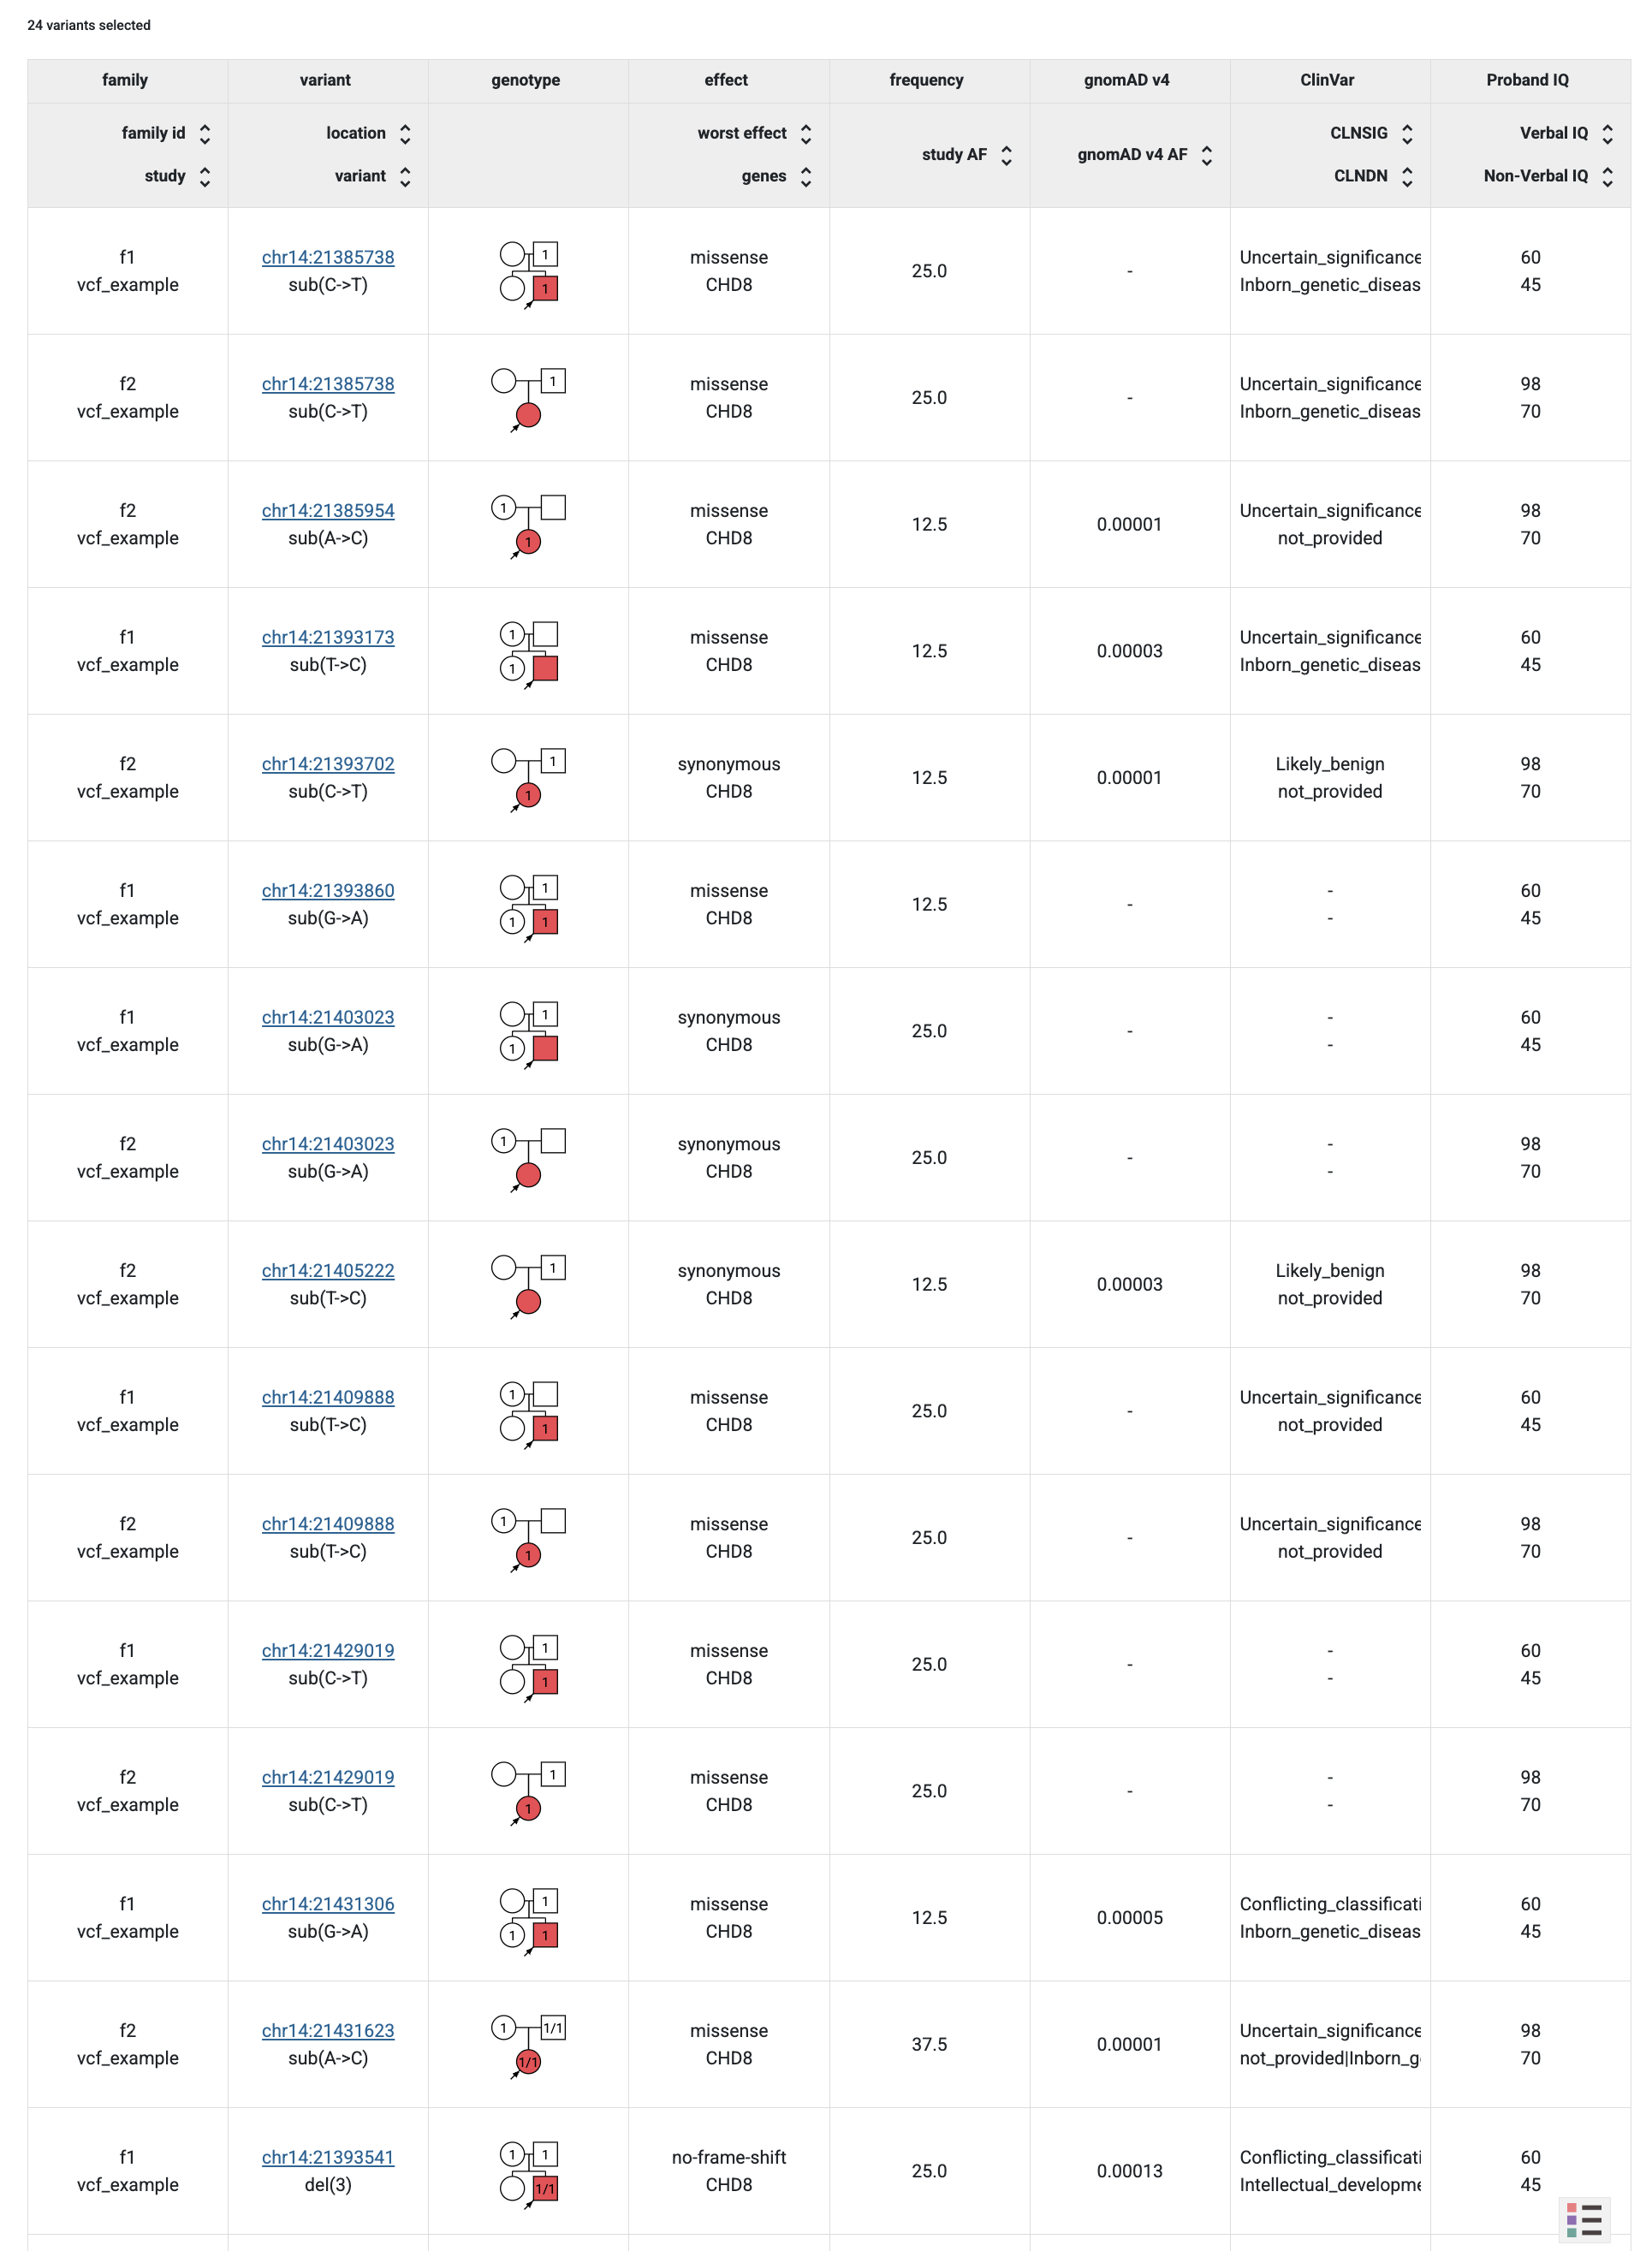 24 variants selected
family variant genotype effect frequency gnomAD v4 ClinVar Proband IQ
family id location worst effect CLNSIG Verbal IQ
study AF gnomAD v4 AF
study variant genes CLNDN Non-Verbal IQ
1
f1 chr14:21385738 missense Uncertain_significance 60
25.0 -
vcf_example sub(C->T) 1 CHD8 Inborn_genetic_diseas 45
1
f2 chr14:21385738 missense Uncertain_significance 98
25.0 -
vcf_example sub(C->T) CHD8 Inborn_genetic_diseas 70
1
f2 chr14:21385954 missense Uncertain_significance 98
12.5 0.00001
vcf_example sub(A->C) 1 CHD8 not_provided 70
1
f1 chr14:21393173 missense Uncertain_significance 60
12.5 0.00003
vcf_example sub(T->C) 1 CHD8 Inborn_genetic_diseas 45
1
f2 chr14:21393702 synonymous Likely_benign 98
12.5 0.00001
vcf_example sub(C->T) 1 CHD8 not_provided 70
1
f1 chr14:21393860 missense - 60
12.5 -
vcf_example sub(G->A) 1 1 CHD8 - 45
1
f1 chr14:21403023 synonymous - 60
25.0 -
vcf_example sub(G->A) 1 CHD8 - 45
1
f2 chr14:21403023 synonymous - 98
25.0 -
vcf_example sub(G->A) CHD8 - 70
1
f2 chr14:21405222 synonymous Likely_benign 98
12.5 0.00003
vcf_example sub(T->C) CHD8 not_provided 70
1
f1 chr14:21409888 missense Uncertain_significance 60
25.0 -
vcf_example sub(T->C) 1 CHD8 not_provided 45
1
f2 chr14:21409888 missense Uncertain_significance 98
25.0 -
vcf_example sub(T->C) 1 CHD8 not_provided 70
1
f1 chr14:21429019 missense - 60
25.0 -
vcf_example sub(C->T) 1 CHD8 - 45
1
f2 chr14:21429019 missense - 98
25.0 -
vcf_example sub(C->T) 1 CHD8 - 70
1
f1 chr14:21431306 missense Conflicting_classificati 60
12.5 0.00005
vcf_example sub(G->A) 1 1 CHD8 Inborn_genetic_diseas 45
1 1/1
f2 chr14:21431623 missense Uncertain_significance 98
37.5 0.00001
vcf_example sub(A->C) 1/1 CHD8 not_provided|Inborn_g 70
1 1
f1 chr14:21393541 no-frame-shift Conflicting_classificati 60
25.0 0.00013
vcf_example del(3) 1/1 CHD8 Intellectual_developme 45